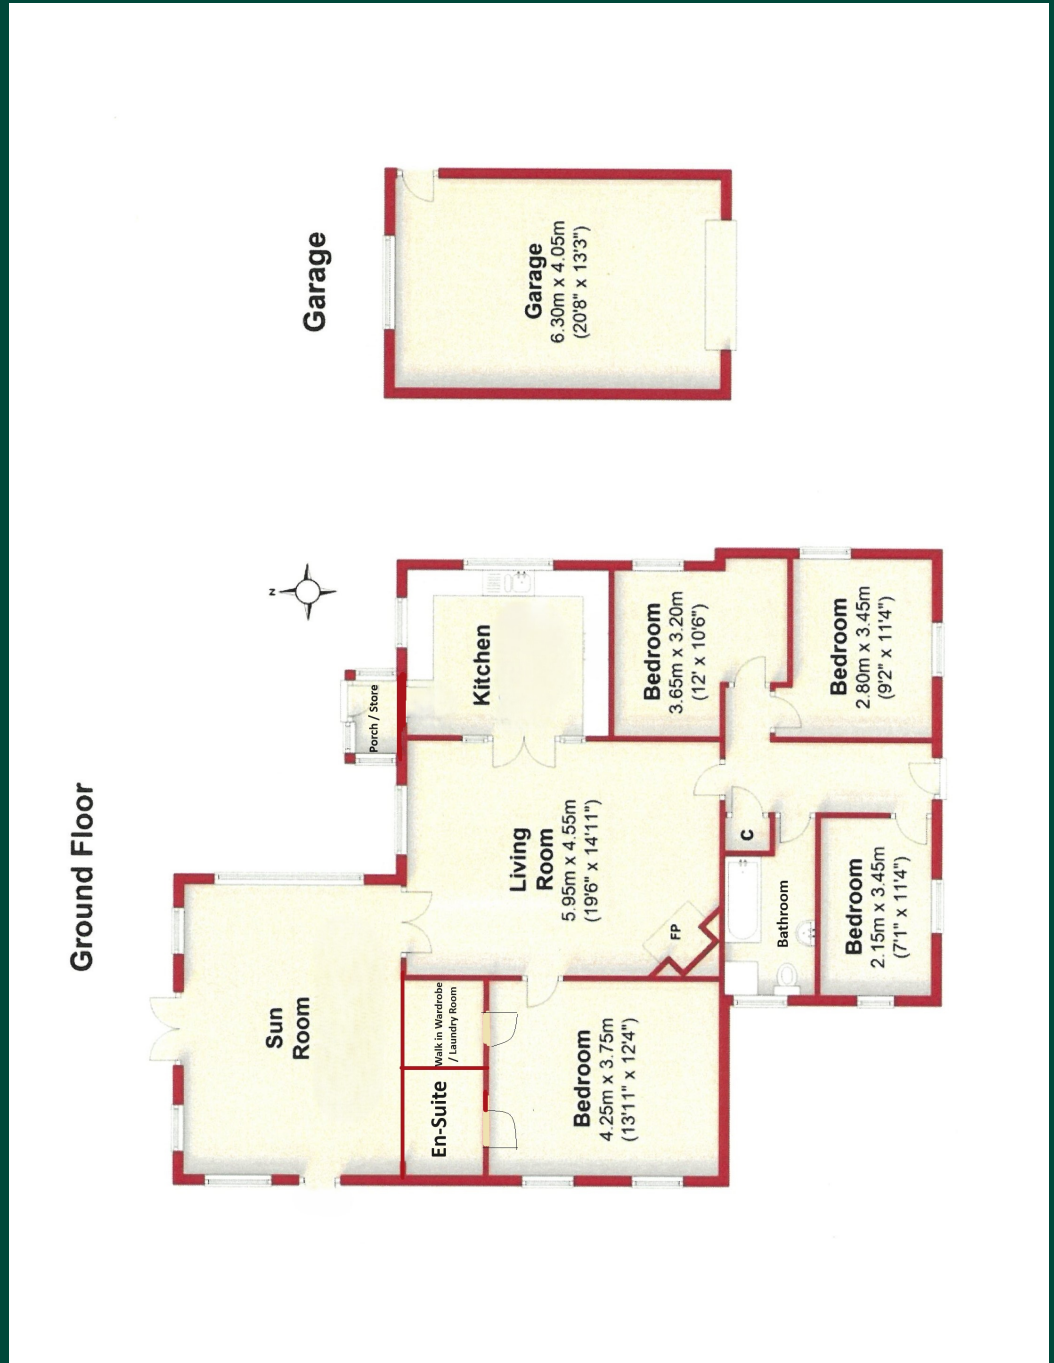 Ground Floor
Garage
Garage
6.30m x 4.05m
(20'8" x 13'3")
N
Porch / Store
Kitchen
Bedroom
3.65m x 3.20m
(12' x 10'6")
Bedroom
2.80m x 3.45m
(9'2" x 11'4")
Living
Room
5.95m x 4.55m
(19'6" x 14'11")
FP
C
Bathroom
Bedroom
2.15m x 3.45m
(7'1" x 11'4")
Sun
Room
Walk in Wardrobe
/ Laundry Room
En-Suite
Bedroom
4.25m x 3.75m
(13'11" x 12'4")